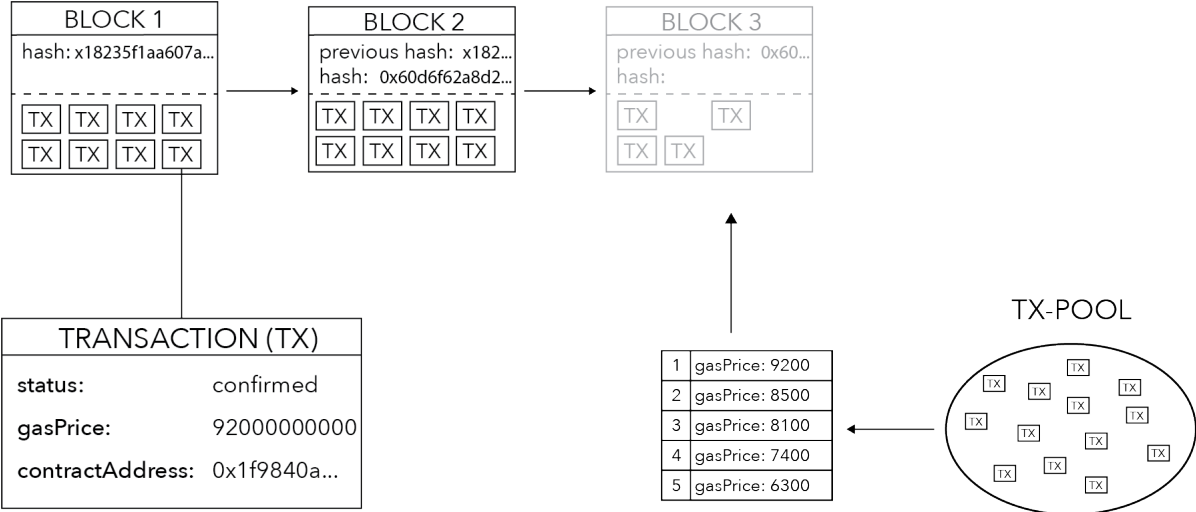 BLOCK 1
hash: x18235f1aa607a...
TX TX TX TX
TX TX TX TX
BLOCK 2
previous hash: x182...
hash: 0x60d6f62a8d2...
TX TX TX TX
TX TX TX TX
BLOCK 3
previous hash: 0x60...
hash:
TX TX
TX TX
TRANSACTION (TX)
status: confirmed
gasPrice: 92000000000
contractAddress: 0x1f9840a...
1 gasPrice: 9200
2 gasPrice: 8500
3 gasPrice: 8100
4 gasPrice: 7400
5 gasPrice: 6300
TX-POOL
TX
TX TX TX
TX TX TX
TX TX TX
TX TX TX